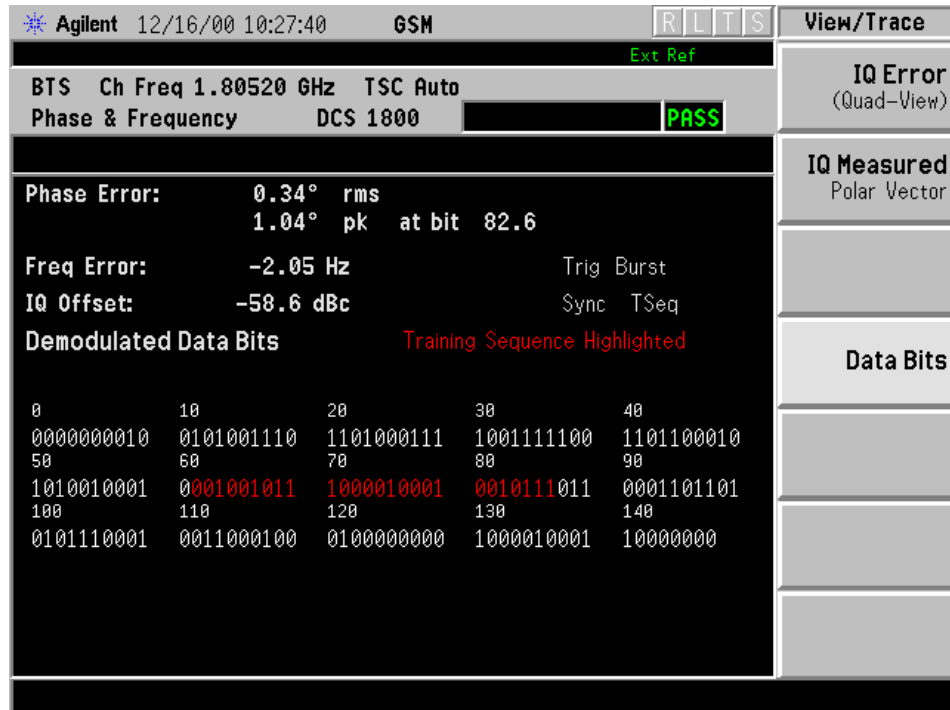 Agilent 12/16/00 10:27:40 GSM R L T S
View/Trace
Ext Ref
BTS Ch Freq 1.80520 GHz TSC Auto
Phase & Frequency DCS 1800 PASS
IQ Error
(Quad-View)
IQ Measured
Polar Vector
Data Bits
Phase Error: 0.34° rms
1.04° pk at bit 82.6
Freq Error: -2.05 Hz Trig Burst
IQ Offset: -58.6 dBc Sync TSeq
Demodulated Data Bits Training Sequence Highlighted
0 10 20 30 40
0000000010 0101001110 1101000111 1001111100 1101100010
50 60 70 80 90
1010010001 0001001011 1000010001 0010111011 0001101101
100 110 120 130 140
0101110001 0011000100 0100000000 1000010001 10000000